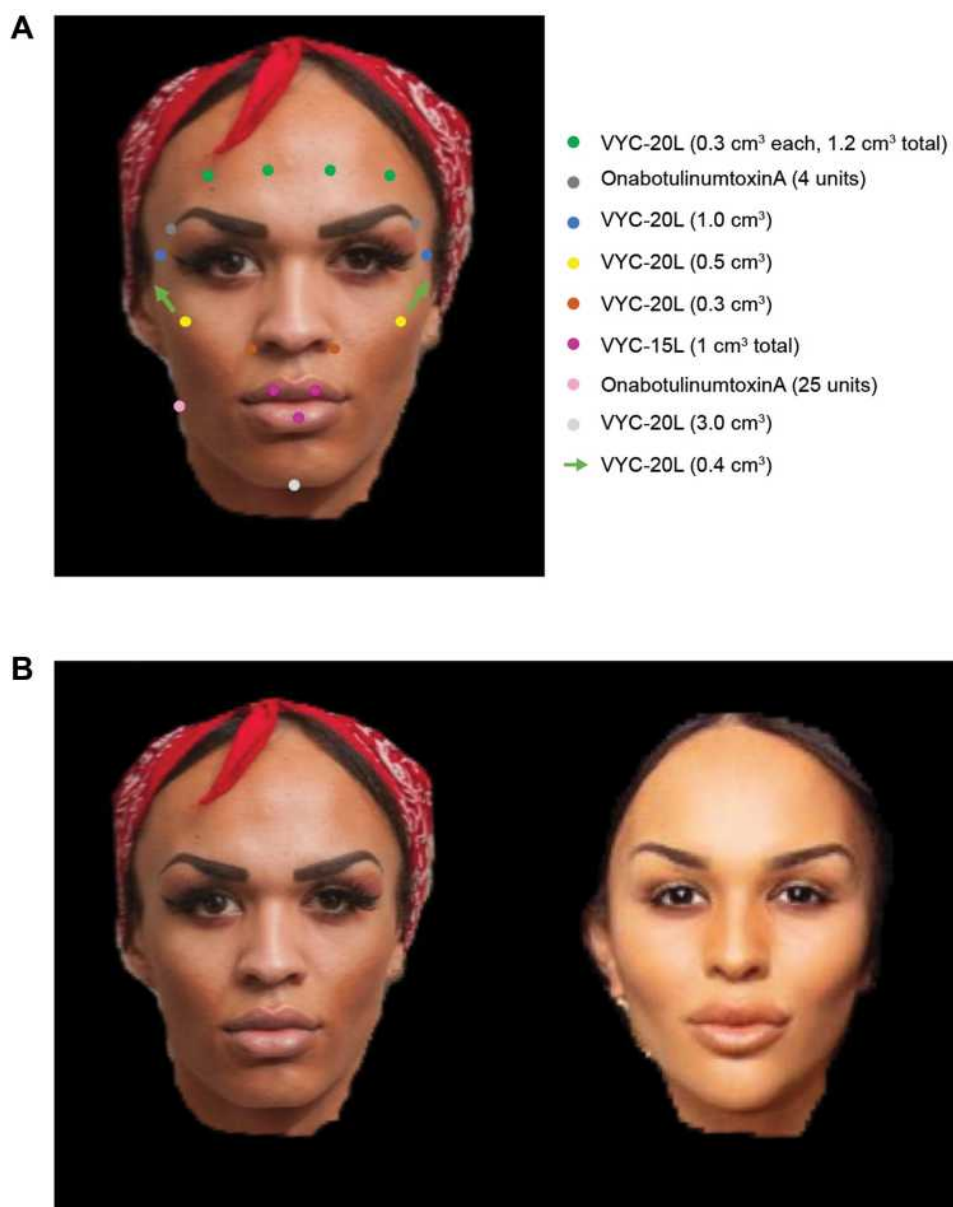 A
VYC-20L (0.3 cm³ each, 1.2 cm³ total)
OnabotulinumtoxinA (4 units)
VYC-20L (1.0 cm³)
VYC-20L (0.5 cm³)
VYC-20L (0.3 cm³)
VYC-15L (1 cm³ total)
OnabotulinumtoxinA (25 units)
VYC-20L (3.0 cm³)
VYC-20L (0.4 cm³)
B